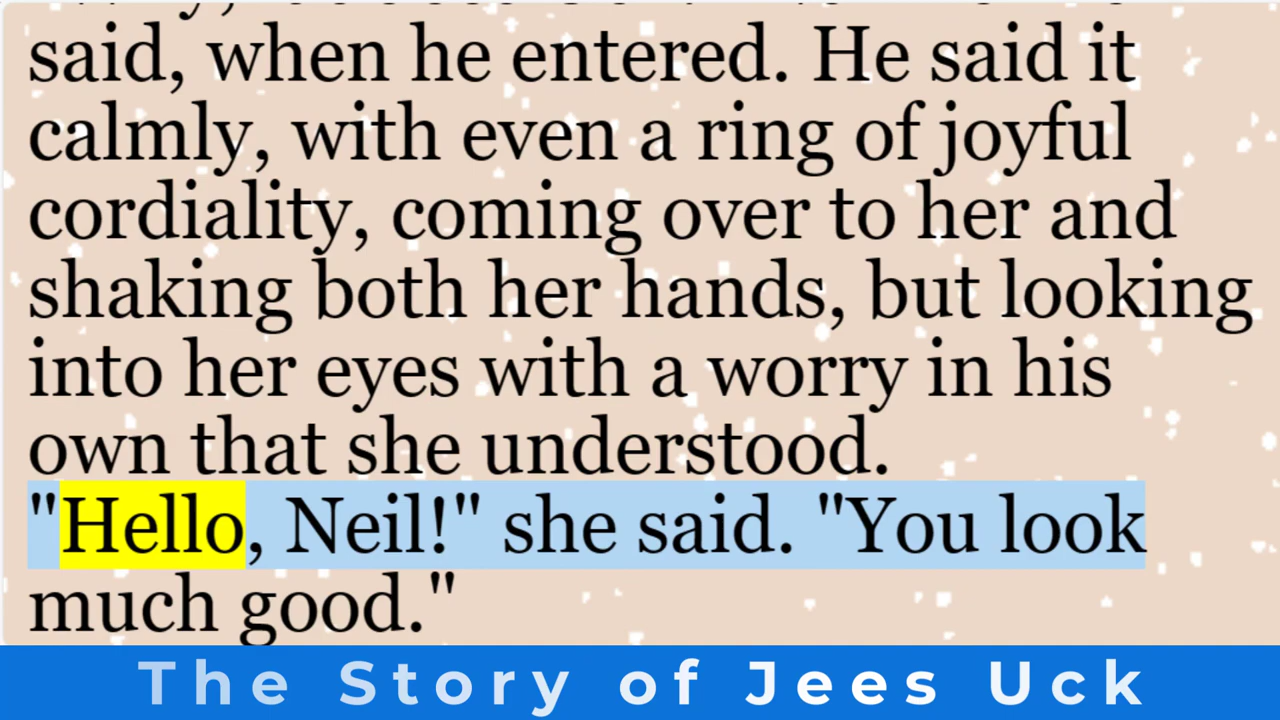 said, when he entered. He said it
calmly, with even a ring of joyful
cordiality, coming over to her and
shaking both her hands, but looking
into her eyes with a worry in his
own that she understood.
"Hello, Neil!" she said. "You look
much good."
The Story of Jees Uck